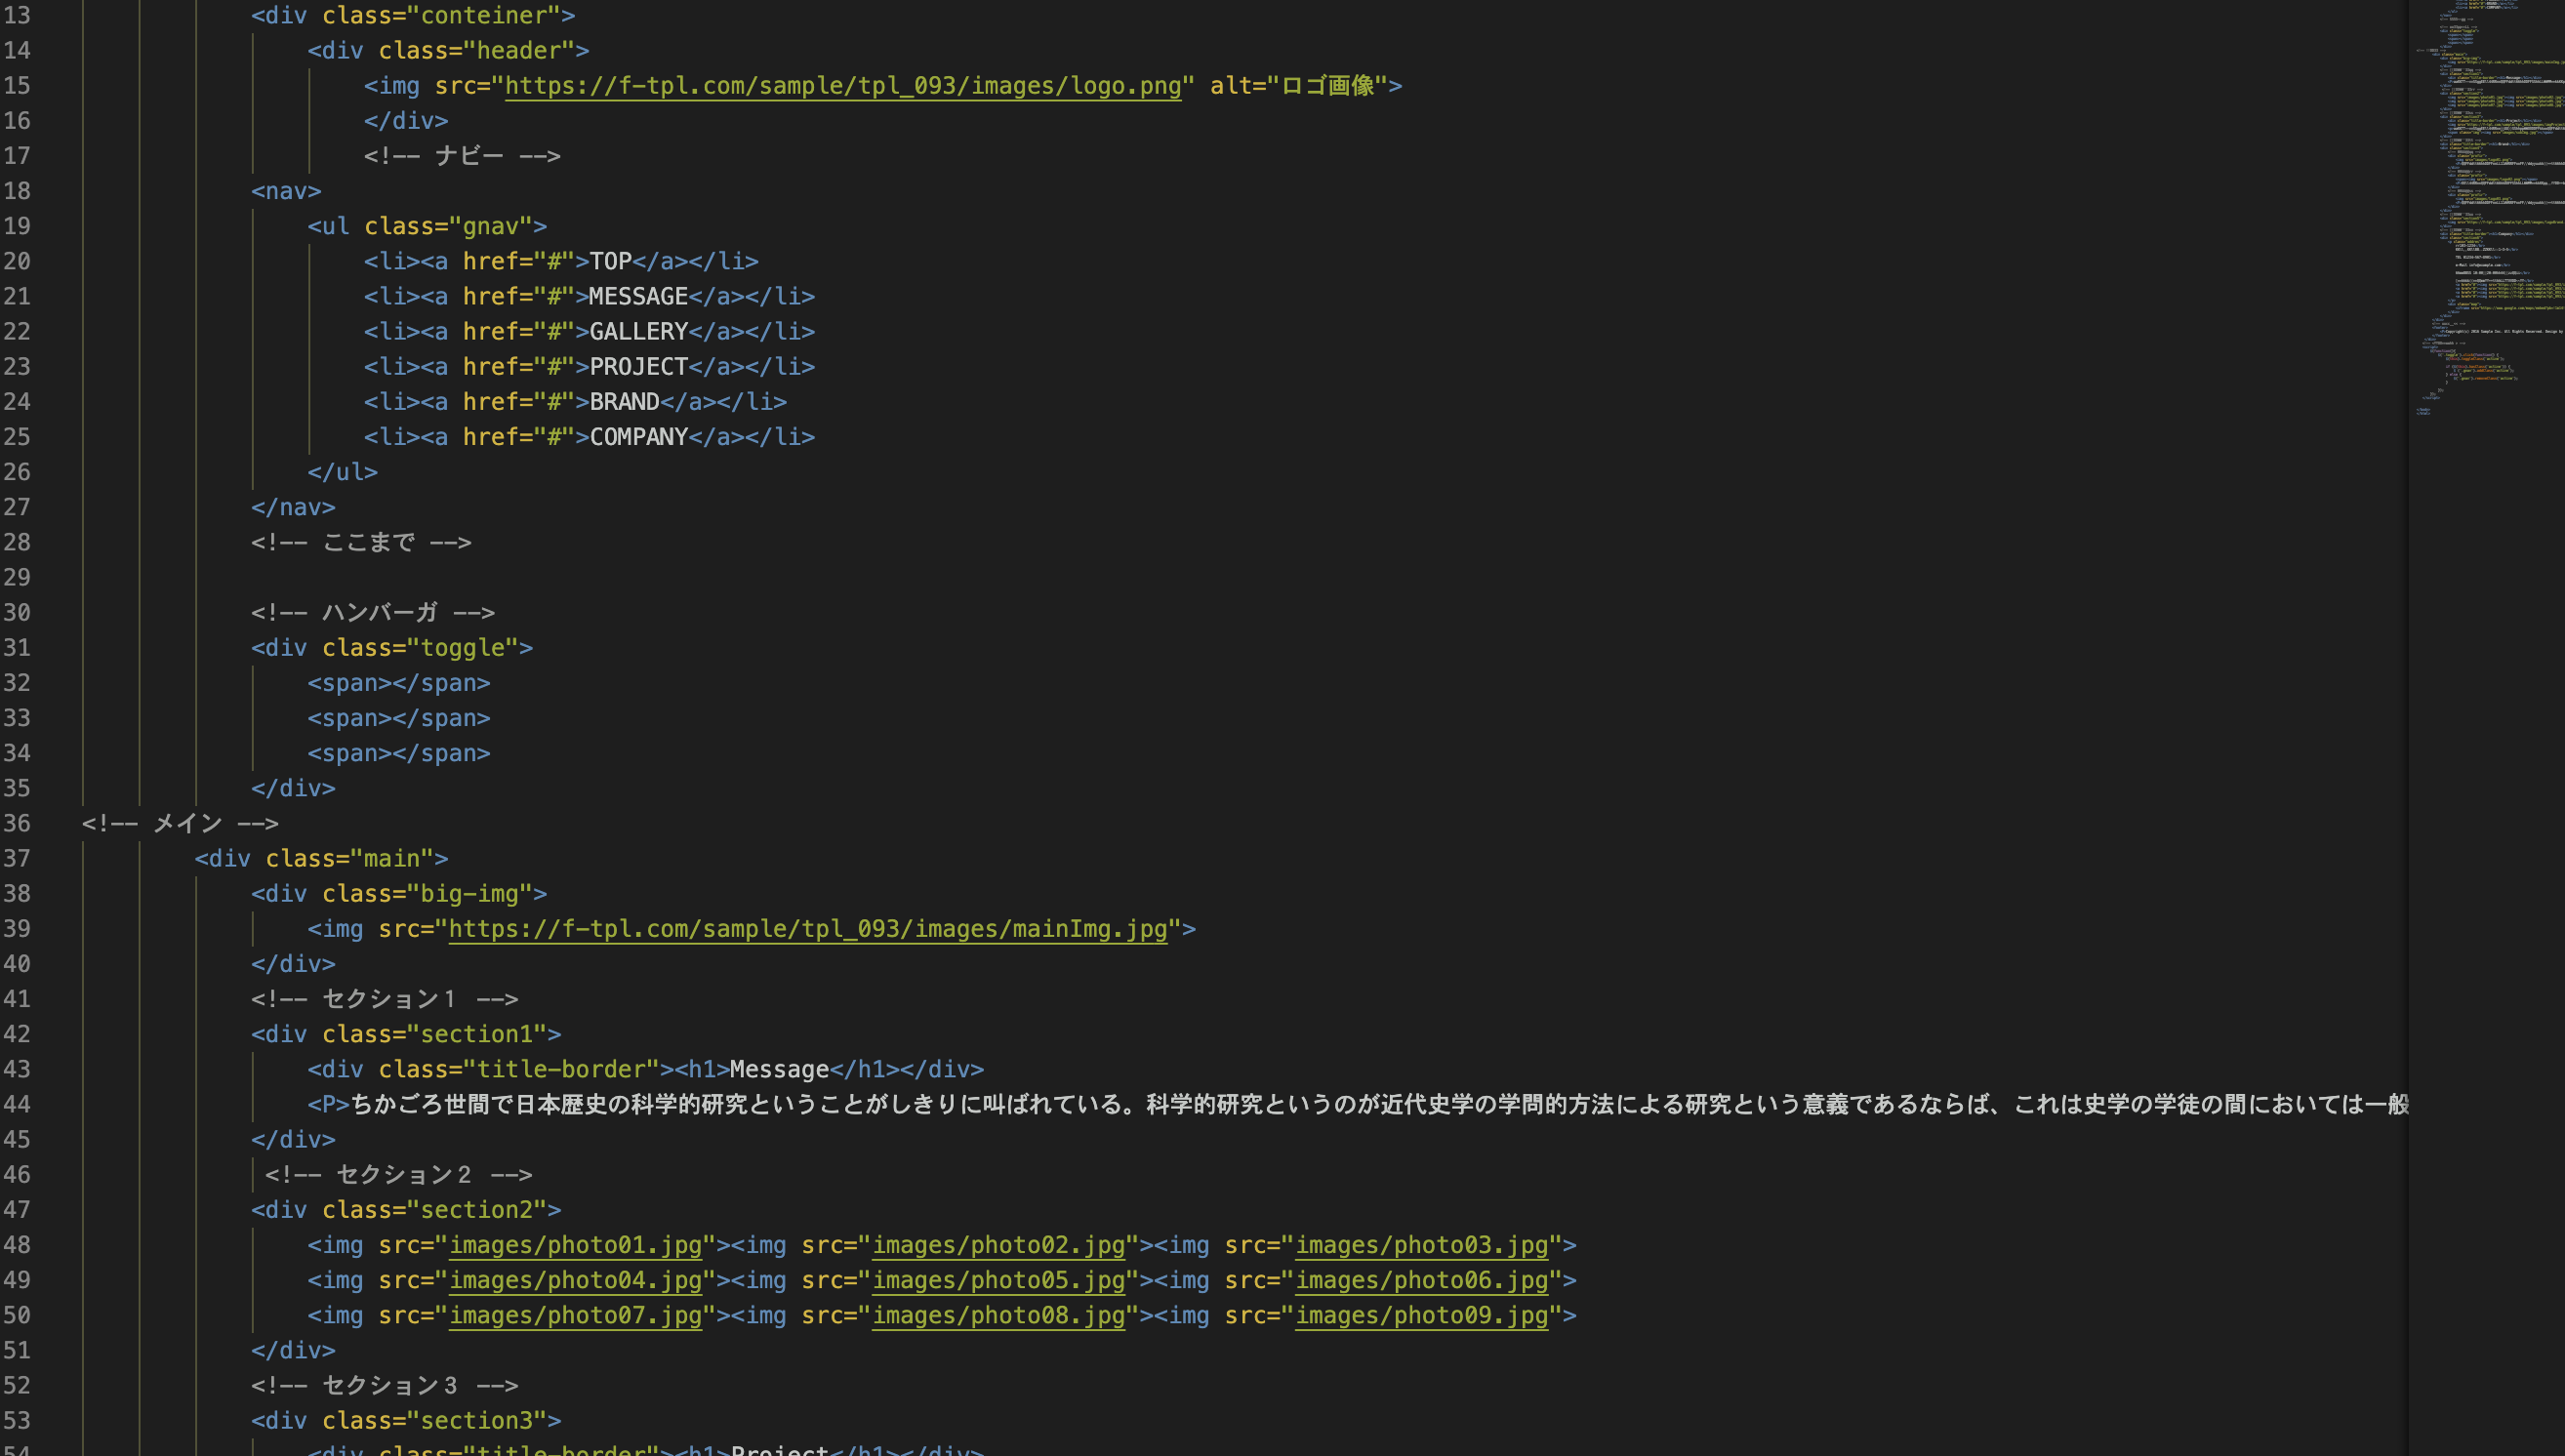 13 <div class="conteiner">
14 <div class="header">
15 <img src="https://f-tpl.com/sample/tpl_093/images/logo.png" alt="ロゴ画像">
16 </div>
17 <!-- ナビー -->
18 <nav>
19 <ul class="gnav">
20 <li><a href="#">TOP</a></li>
21 <li><a href="#">MESSAGE</a></li>
22 <li><a href="#">GALLERY</a></li>
23 <li><a href="#">PROJECT</a></li>
24 <li><a href="#">BRAND</a></li>
25 <li><a href="#">COMPANY</a></li>
26 </ul>
27 </nav>
28 <!-- ここまで -->
29
30 <!-- ハンバーガ -->
31 <div class="toggle">
32 <span></span>
33 <span></span>
34 <span></span>
35 </div>
36 <!-- メイン -->
37 <div class="main">
38 <div class="big-img">
39 <img src="https://f-tpl.com/sample/tpl_093/images/mainImg.jpg">
40 </div>
41 <!-- セクション１ -->
42 <div class="section1">
43 <div class="title-border"><h1>Message</h1></div>
44 <P>ちかごろ世間で日本歴史の科学的研究ということがしきりに叫ばれている。科学的研究というのが近代史学の学問的方法による研究という意義であるならば、これは史学の学徒の間においては一般
45 </div>
46 <!-- セクション２ -->
47 <div class="section2">
48 <img src="images/photo01.jpg"><img src="images/photo02.jpg"><img src="images/photo03.jpg">
49 <img src="images/photo04.jpg"><img src="images/photo05.jpg"><img src="images/photo06.jpg">
50 <img src="images/photo07.jpg"><img src="images/photo08.jpg"><img src="images/photo09.jpg">
51 </div>
52 <!-- セクション３ -->
53 <div class="section3">
54 <div class="title-border"><h1>Project</h1></div>